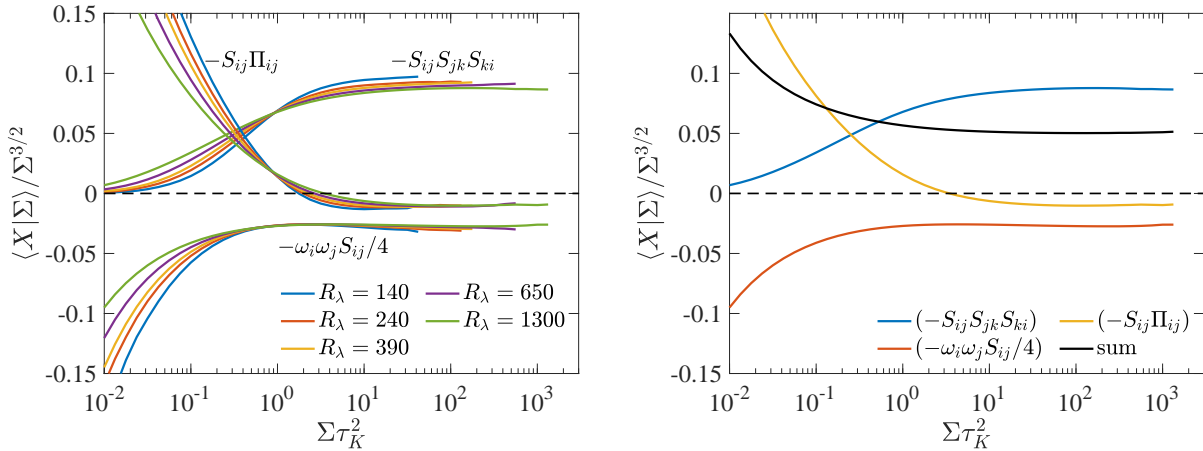 0.15
0.1
0.05
0
-0.05
-0.1
-0.15
⟨X|Σ⟩/Σ^{3/2}
−S_{ij}Π_{ij}
−S_{ij}S_{jk}S_{ki}
−ω_iω_jS_{ij}/4
R_λ = 140
R_λ = 240
R_λ = 390
R_λ = 650
R_λ = 1300
10^{-2} 10^{-1} 10^{0} 10^{1} 10^{2} 10^{3}
Στ_K^2
0.15
0.1
0.05
0
-0.05
-0.1
-0.15
⟨X|Σ⟩/Σ^{3/2}
(−S_{ij}S_{jk}S_{ki})
(−ω_iω_jS_{ij}/4)
(−S_{ij}Π_{ij})
sum
10^{-2} 10^{-1} 10^{0} 10^{1} 10^{2} 10^{3}
Στ_K^2